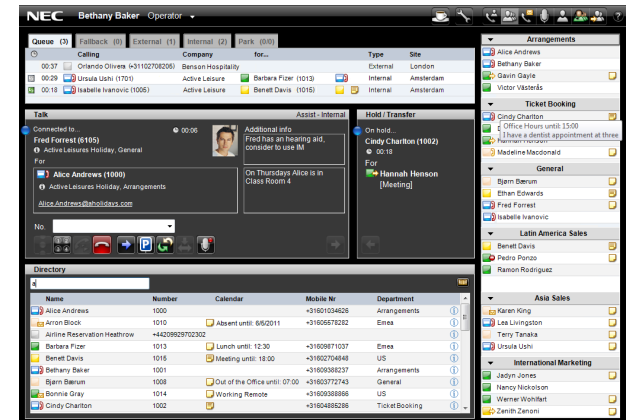 NEC Bethany Baker Operator
Queue (3) Fallback (0) External (1) Internal (2) Park (0/0)
Calling Company for... Type Site
00:37 Orlando Olivera (+31102708205) Benson Hospitality External London
00:29 Ursula Ushi (1701) Active Leisure Barbara Fizer (1013) Internal Amsterdam
00:18 Isabelle Ivanovic (1005) Active Leisure Benett Davis (1015) Internal Amsterdam
Talk Assist - Internal
Connected to... 00:06
Fred Forrest (6105)
Active Leisures Holiday, General
For
Alice Andrews (1000)
Active Leisures Holiday, Arrangements
Alice.Andrews@aholidays.com
Additional info
Fred has an hearing aid,
consider to use IM
On Thursdays Alice is in
Class Room 4
No.
Hold / Transfer
On hold...
Cindy Charlton (1002)
00:18
For
Hannah Henson
[Meeting]
Directory
a
Name Number Calendar Mobile Nr Department
Alice Andrews 1000 +31601034626 Arrangements
Arron Block 1010 Absent until: 6/6/2011 +31605578282 Emea
Airline Reservation Heathrow +44209929702302
Barbara Fizer 1013 Lunch until: 12:30 +31609871037 Emea
Benett Davis 1015 Meeting until: 18:00 +31602704848 US
Bethany Baker 1001 +31609388237 Arrangements
Bjørn Bærum 1008 Out of the Office until: 07:00 +31603772743 General
Bonnie Gray 1014 Working Remote +31609388866 US
Cindy Charlton 1002 +31604885286 Ticket Booking
Arrangements
Alice Andrews
Bethany Baker
Gavin Gayle
Victor Västerås
Ticket Booking
Cindy Charlton
Office Hours until: 15:00
I have a dentist appointment at three
Madeline Macdonald
General
Bjørn Bærum
Ethan Edwards
Fred Forrest
Isabelle Ivanovic
Latin America Sales
Benett Davis
Pedro Ponzo
Ramon Rodriguez
Asia Sales
Karen King
Lea Livingston
Terry Tanaka
Ursula Ushi
International Marketing
Jadyn Jones
Nancy Nickolson
Werner Wohlfart
Zenith Zenoni